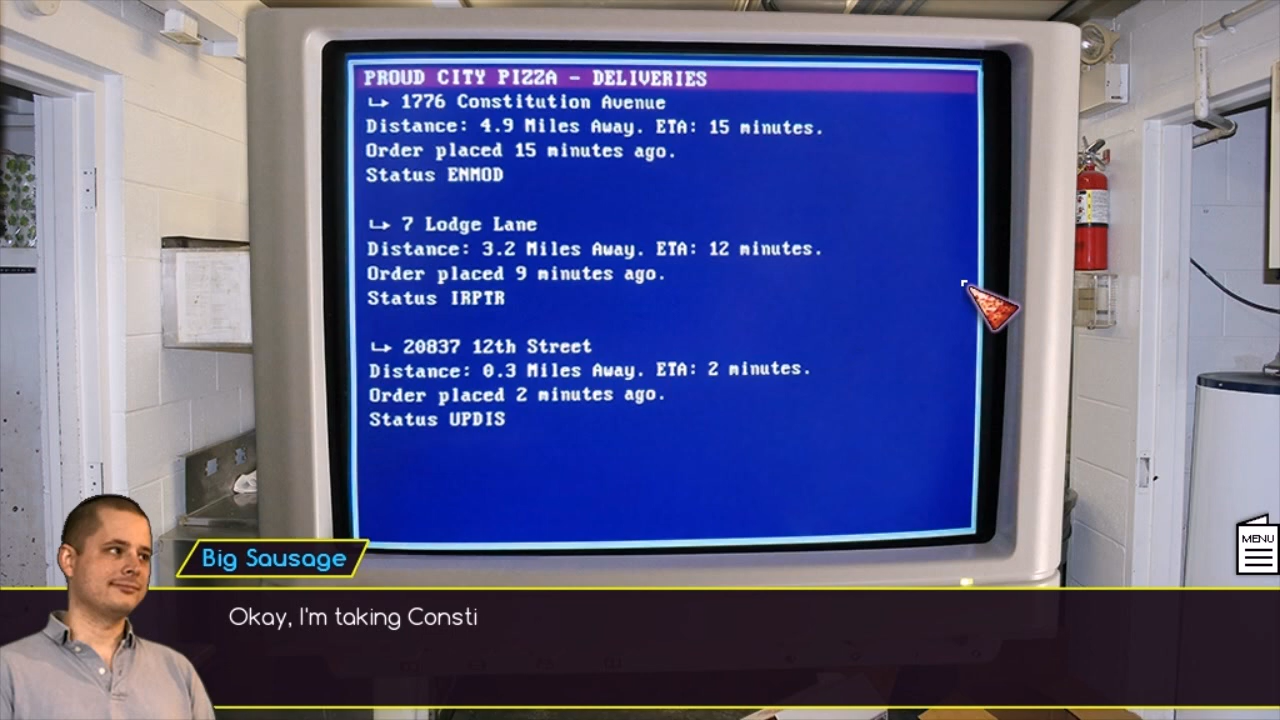 PROUD CITY PIZZA - DELIVERIES
↳ 1776 Constitution Avenue
Distance: 4.9 Miles Away. ETA: 15 minutes.
Order placed 15 minutes ago.
Status ENMOD
↳ 7 Lodge Lane
Distance: 3.2 Miles Away. ETA: 12 minutes.
Order placed 9 minutes ago.
Status IRPTR
↳ 20837 12th Street
Distance: 0.3 Miles Away. ETA: 2 minutes.
Order placed 2 minutes ago.
Status UPDIS
MENU
Big Sausage
Okay, I'm taking Consti